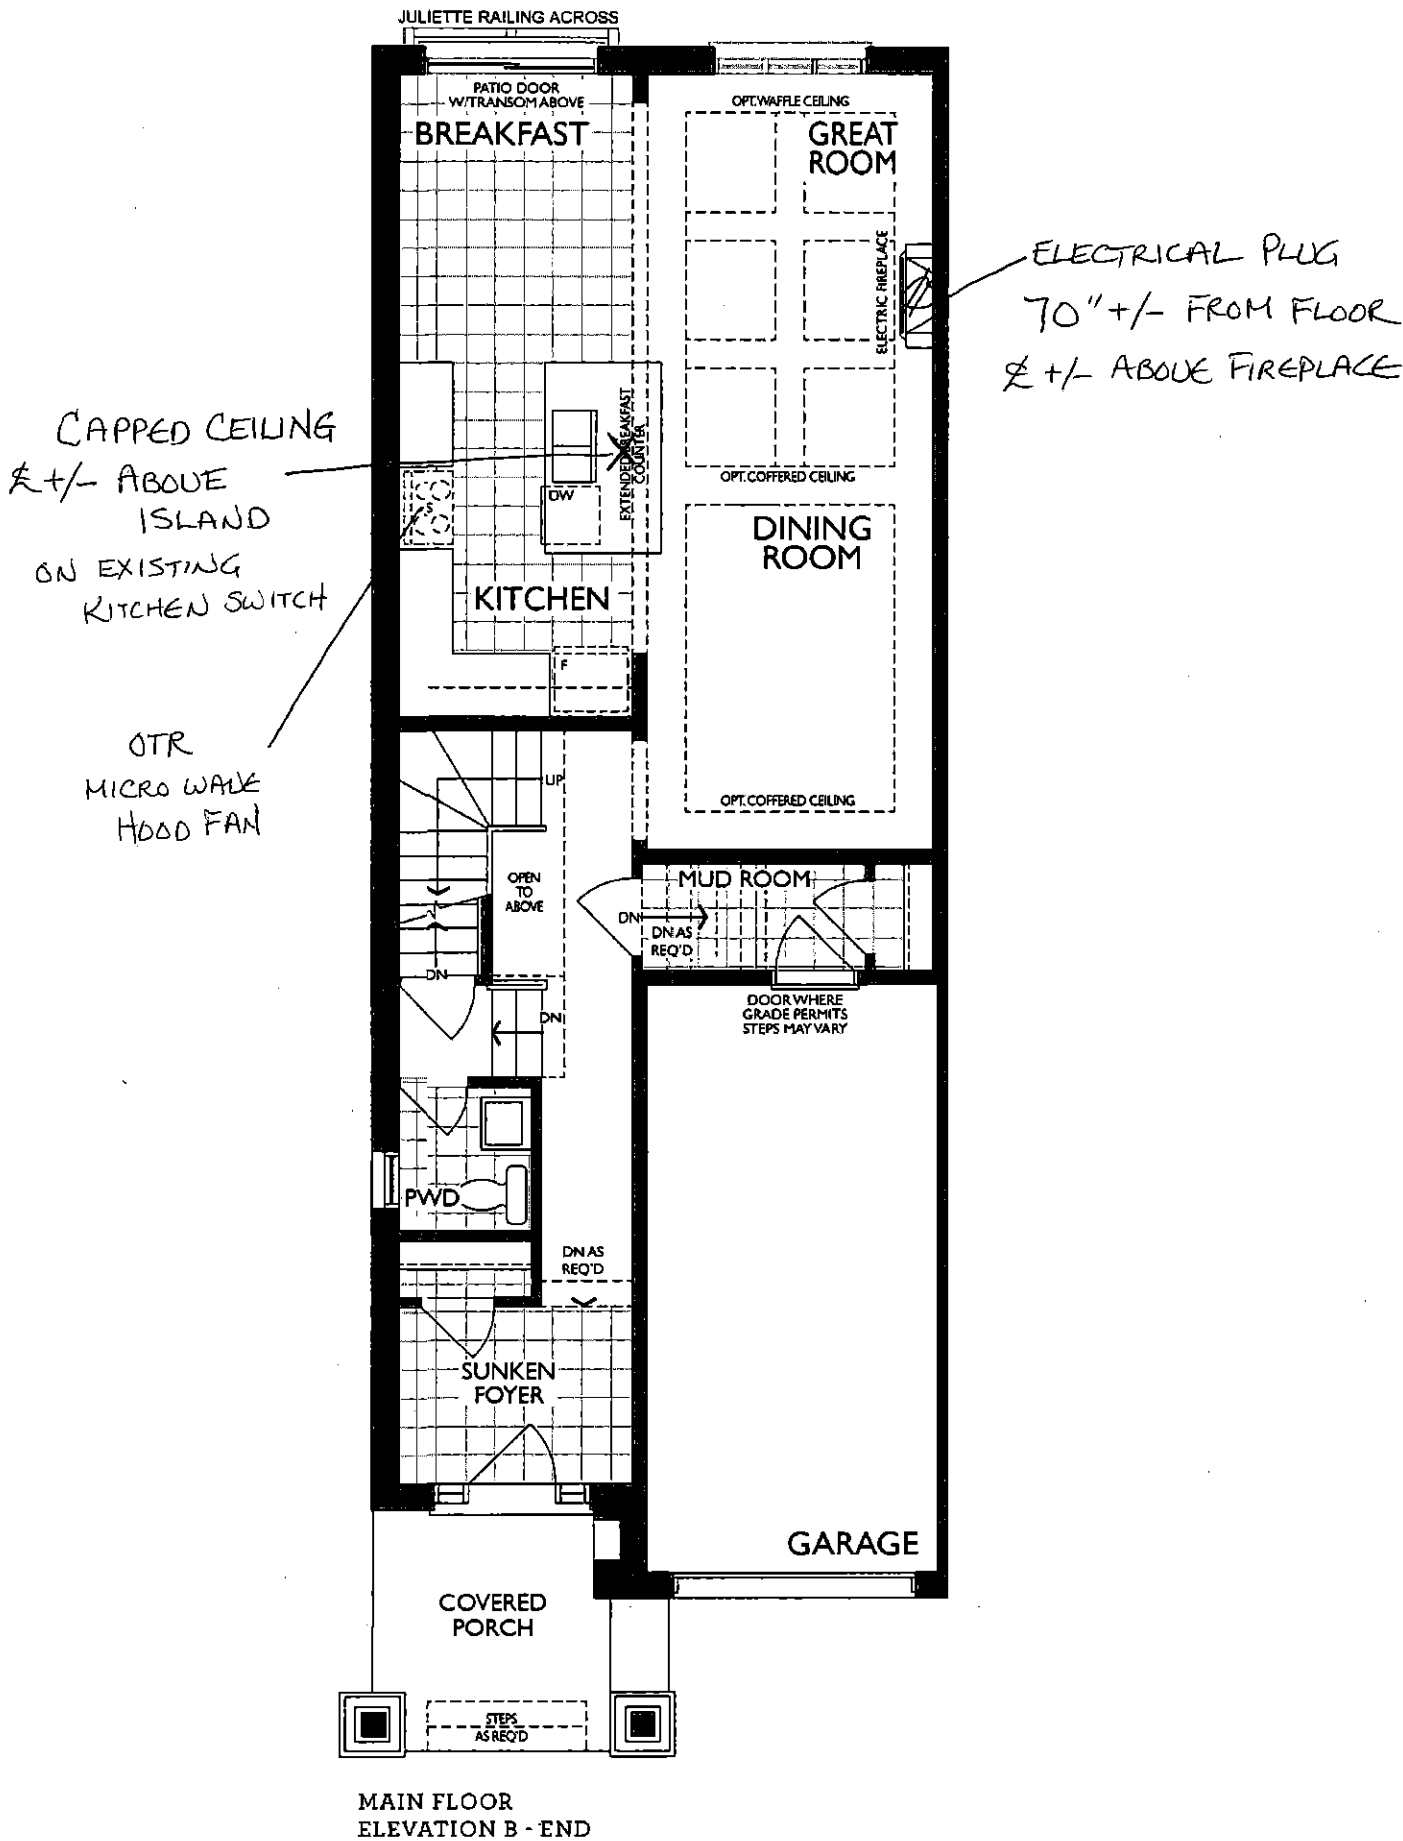 JULIETTE RAILING ACROSS
PATIO DOOR
W/TRANSOM ABOVE
BREAKFAST
OPT. WAFFLE CEILING
GREAT
ROOM
ELECTRIC FIREPLACE
ELECTRICAL PLUG
70" +/- FROM FLOOR
℄ +/- ABOVE FIREPLACE
CAPPED CEILING
℄ +/- ABOVE
ISLAND
ON EXISTING
KITCHEN SWITCH
EXTENDED BREAKFAST
COUNTER
S
DW
OPT. COFFERED CEILING
DINING
ROOM
KITCHEN
F
OTR
MICRO WAVE
HOOD FAN
UP
OPT. COFFERED CEILING
OPEN
TO
ABOVE
MUD ROOM
DN
DN AS
REQ'D
DN
DN
DOOR WHERE
GRADE PERMITS
STEPS MAY VARY
PWD
DN AS
REQ'D
SUNKEN
FOYER
GARAGE
COVERED
PORCH
STEPS
AS REQ'D
MAIN FLOOR
ELEVATION B - END